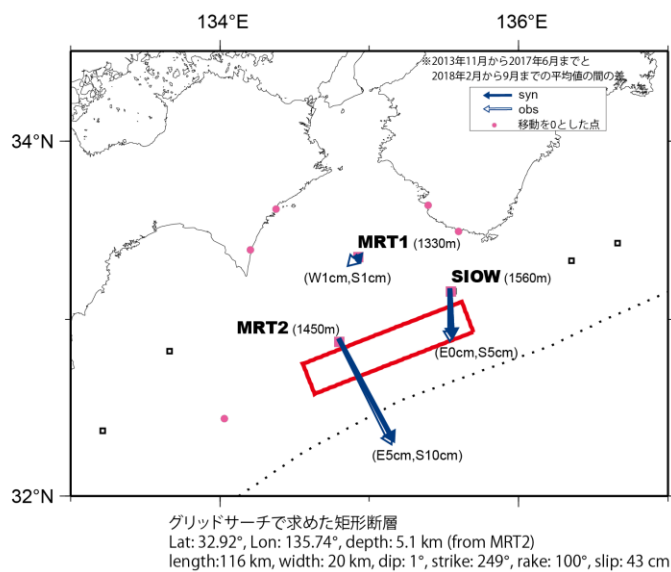 134°E
136°E
※2013年11月から2017年6月までと
2018年2月から9月までの平均値の間の差
syn
obs
移動を0とした点
34°N
MRT1 (1330m)
(W1cm,S1cm)
SIOW (1560m)
MRT2 (1450m)
(E0cm,S5cm)
(E5cm,S10cm)
32°N
グリッドサーチで求めた矩形断層
Lat: 32.92°, Lon: 135.74°, depth: 5.1 km (from MRT2)
length:116 km, width: 20 km, dip: 1°, strike: 249°, rake: 100°, slip: 43 cm